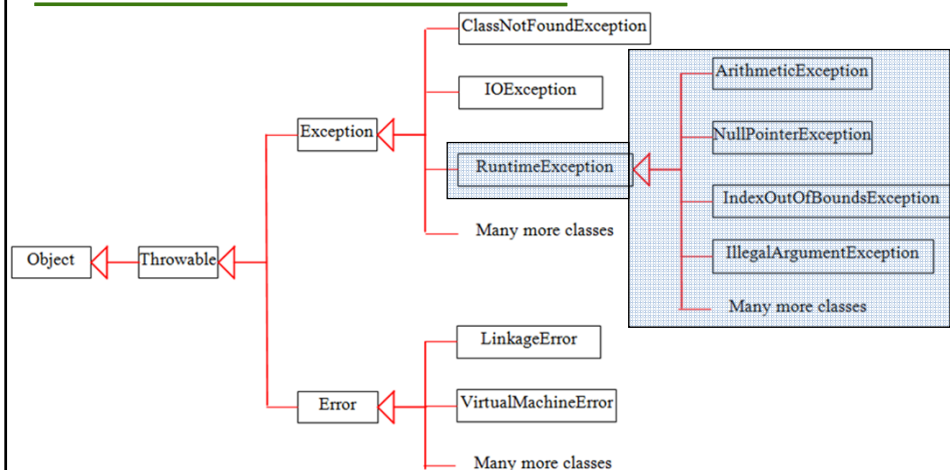 ClassNotFoundException
ArithmeticException
IOException
Exception
NullPointerException
RuntimeException
IndexOutOfBoundsException
Many more classes
Object
Throwable
IllegalArgumentException
Many more classes
LinkageError
Error
VirtualMachineError
Many more classes